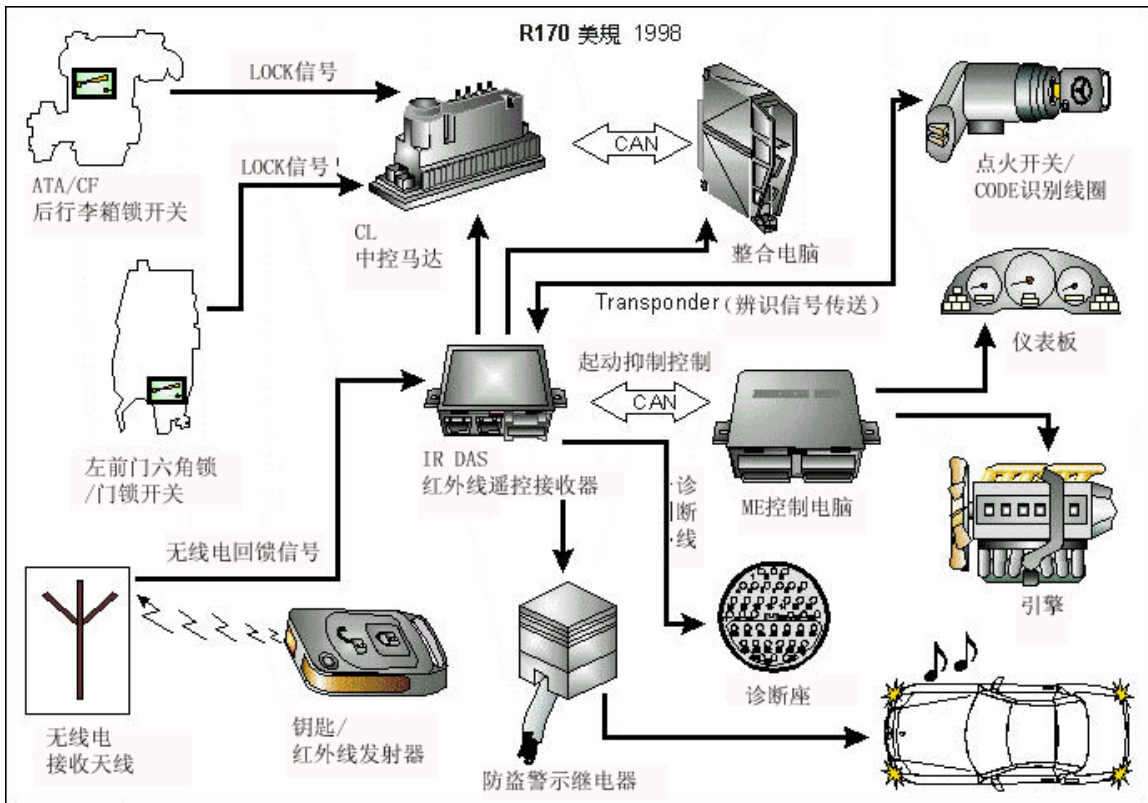 R170 美規 1998
LOCK信号
ATA/CF
后行李箱锁开关
LOCK信号
CL
中控马达
CAN
整合电脑
点火开关/
CODE识别线圈
Transponder(辨识信号传送)
仪表板
起动抑制控制
CAN
IR DAS
红外线遥控接收器
ME控制电脑
左前门六角锁
/门锁开关
诊
断
线
引擎
无线电回馈信号
诊断座
无线电
接收天线
钥匙/
红外线发射器
防盗警示继电器